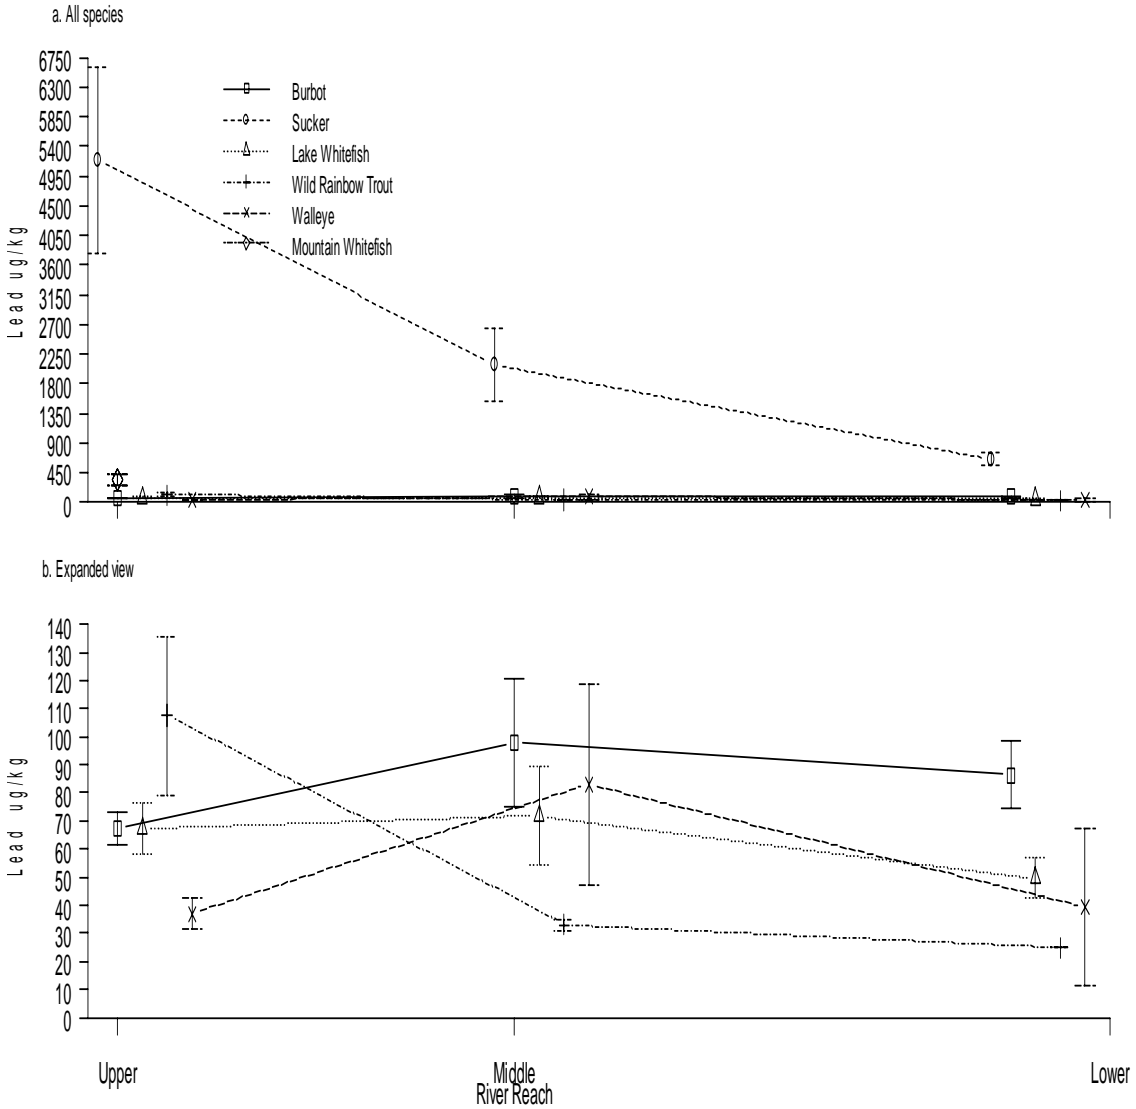 a. All species
6750
6300
5850
5400
4950
4500
4050
3600
3150
2700
2250
1800
1350
900
450
0
Lead ug/kg
Burbot
Sucker
Lake Whitefish
Wild Rainbow Trout
Walleye
Mountain Whitefish
b. Expanded view
140
130
120
110
100
90
80
70
60
50
40
30
20
10
0
Lead ug/kg
Upper
Middle
Lower
River Reach